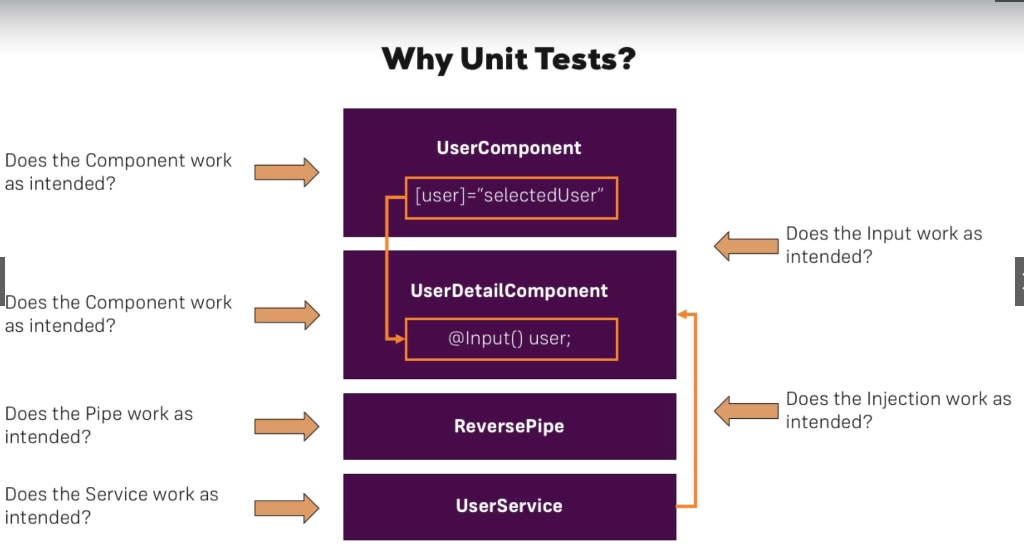 Why Unit Tests?
UserComponent
[user]="selectedUser"
Does the Component work
as intended?
Does the Input work as
intended?
UserDetailComponent
@Input() user;
Does the Component work
as intended?
Does the Injection work as
intended?
ReversePipe
Does the Pipe work as
intended?
UserService
Does the Service work as
intended?